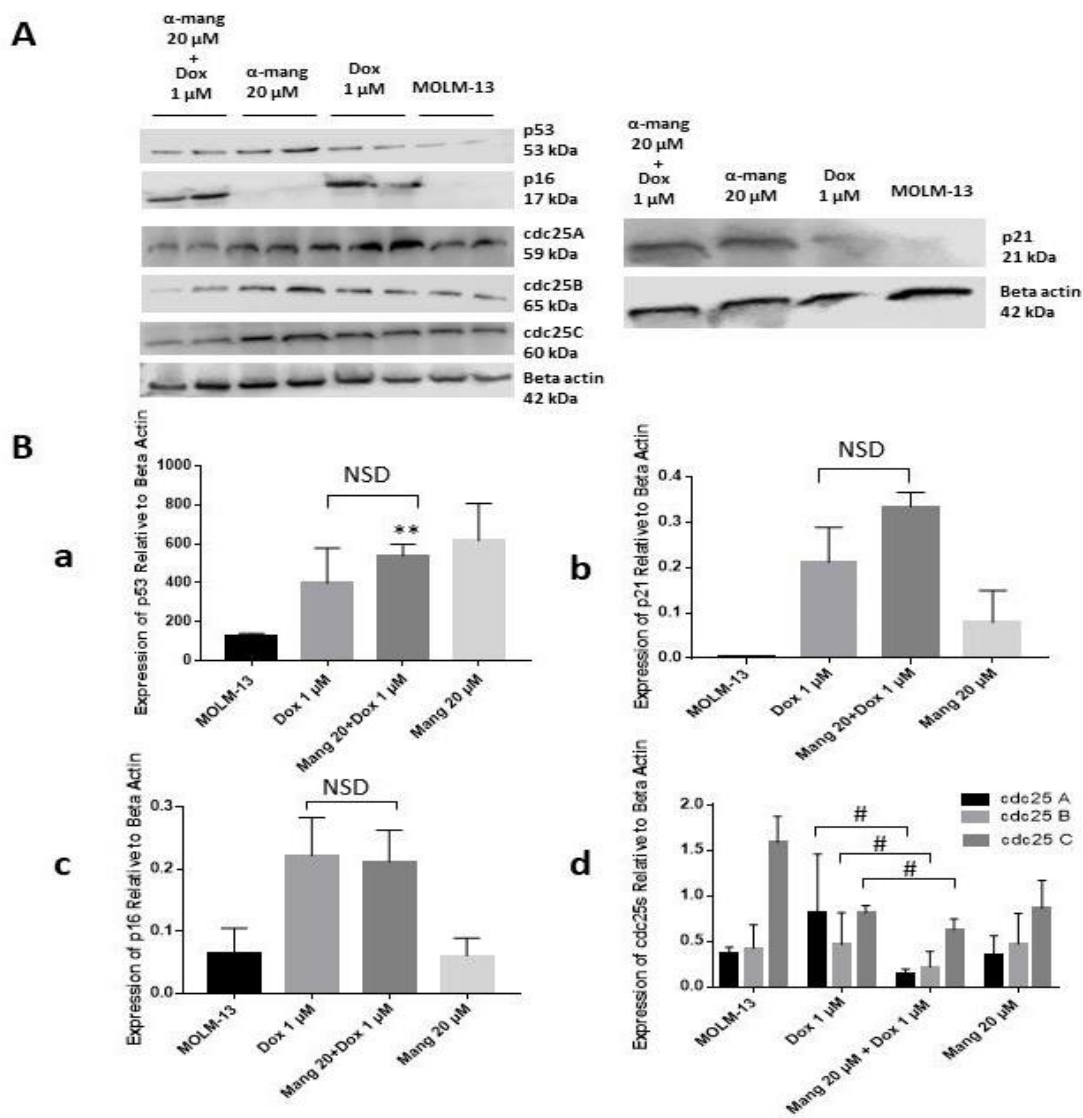 A
α-mang
20 μM
+
Dox
1 μM
α-mang
20 μM
Dox
1 μM
MOLM-13
p53
53 kDa
p16
17 kDa
cdc25A
59 kDa
cdc25B
65 kDa
cdc25C
60 kDa
Beta actin
42 kDa
α-mang
20 μM
+
Dox
1 μM
α-mang
20 μM
Dox
1 μM
MOLM-13
p21
21 kDa
Beta actin
42 kDa
B
a
Expression of p53 Relative to Beta Actin
1000
800
600
400
200
0
NSD
**
MOLM-13
Dox 1 μM
Mang 20+Dox 1 μM
Mang 20 μM
b
Expression of p21 Relative to Beta Actin
0.4
0.3
0.2
0.1
0.0
NSD
MOLM-13
Dox 1 μM
Mang 20+Dox 1 μM
Mang 20 μM
c
Expression of p16 Relative to Beta Actin
0.3
0.2
0.1
0.0
NSD
MOLM-13
Dox 1 μM
Mang 20+Dox 1 μM
Mang 20 μM
d
Expression of cdc25s Relative to Beta Actin
2.0
1.5
1.0
0.5
0.0
#
#
#
cdc25 A
cdc25 B
cdc25 C
MOLM-13
Dox 1 μM
Mang 20 μM + Dox 1 μM
Mang 20 μM